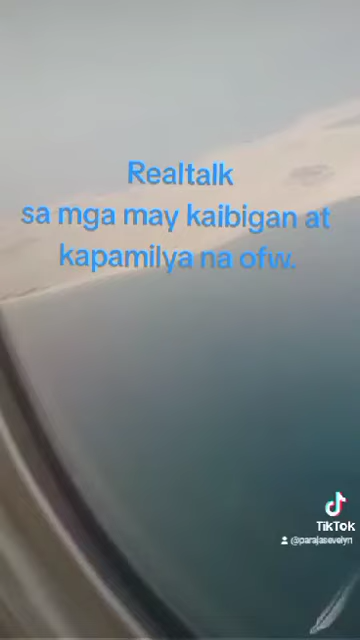 Realtalk
sa mga may kaibigan at
kapamilya na ofw.
TikTok
@parajasevelyn